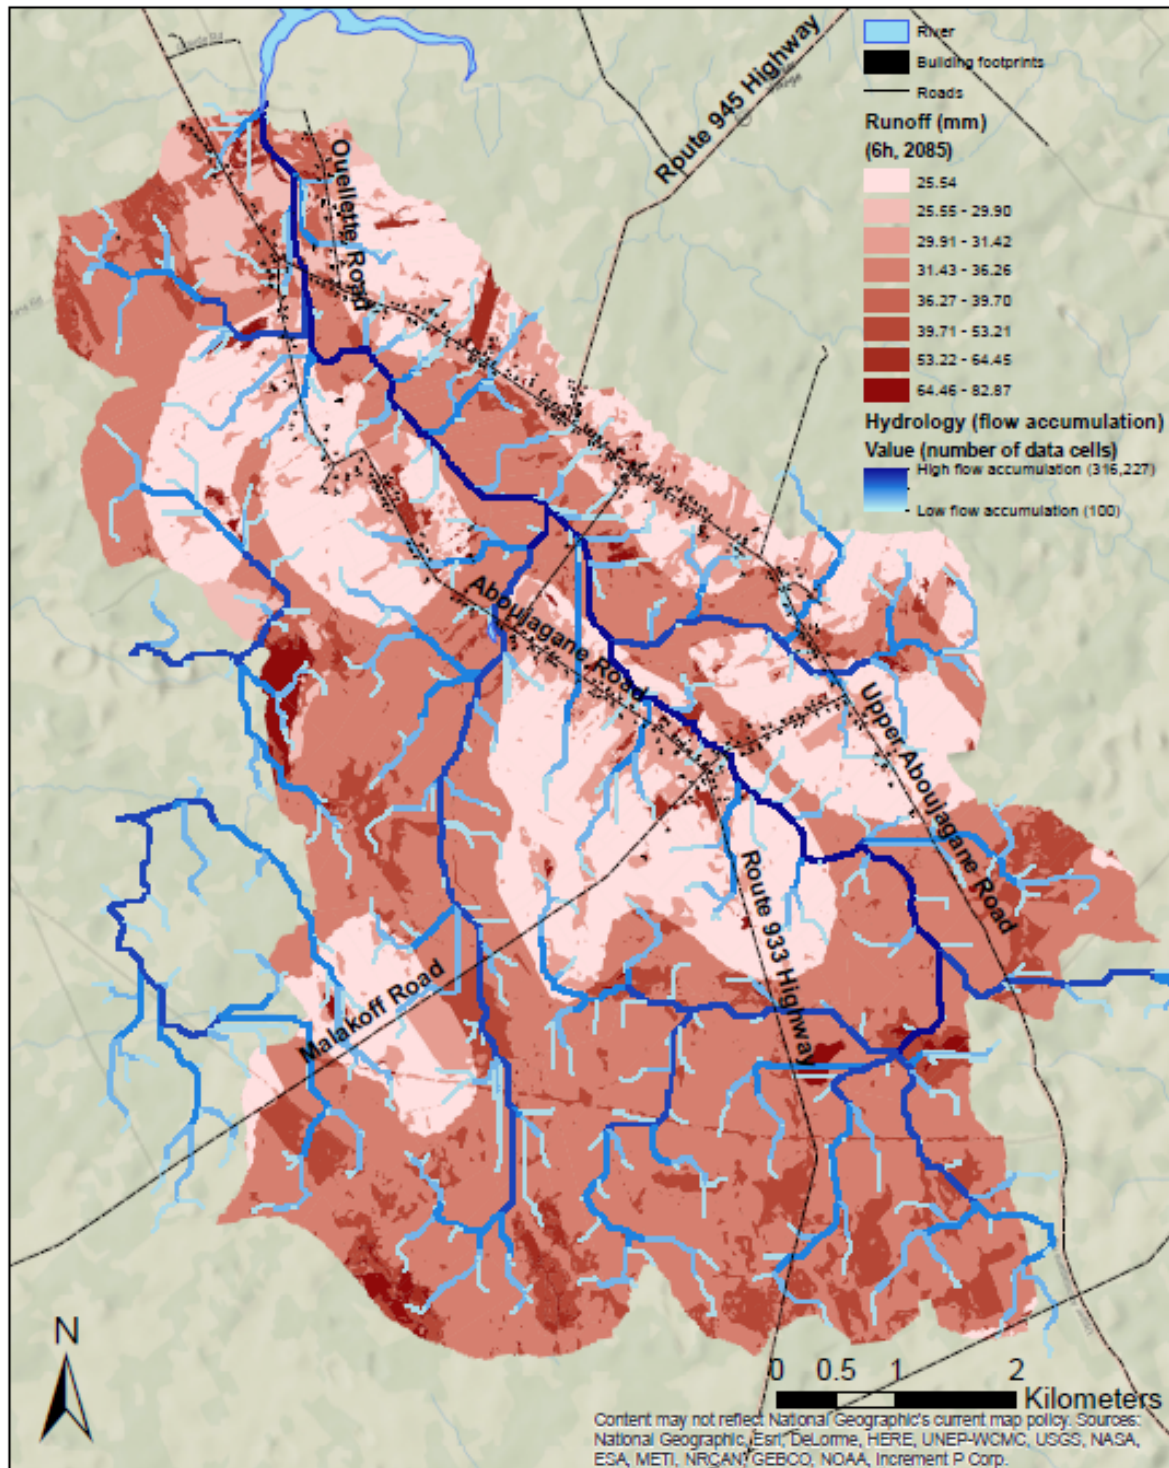 River
Building footprints
Roads
Runoff (mm)
(6h, 2085)
25.54
25.55 - 29.90
29.91 - 31.42
31.43 - 36.26
36.27 - 39.70
39.71 - 53.21
53.22 - 64.45
64.46 - 82.87
Hydrology (flow accumulation)
Value (number of data cells)
High flow accumulation (316,227)
Low flow accumulation (100)
Route 945 Highway
Ouellette Road
Aboujagane Road
Upper Aboujagane Road
Route 933 Highway
Malakoff Road
N
0 0.5 1 2
Kilometers
Content may not reflect National Geographic's current map policy. Sources:
National Geographic, Esri, DeLorme, HERE, UNEP-WCMC, USGS, NASA,
ESA, METI, NRCAN, GEBCO, NOAA, Increment P Corp.